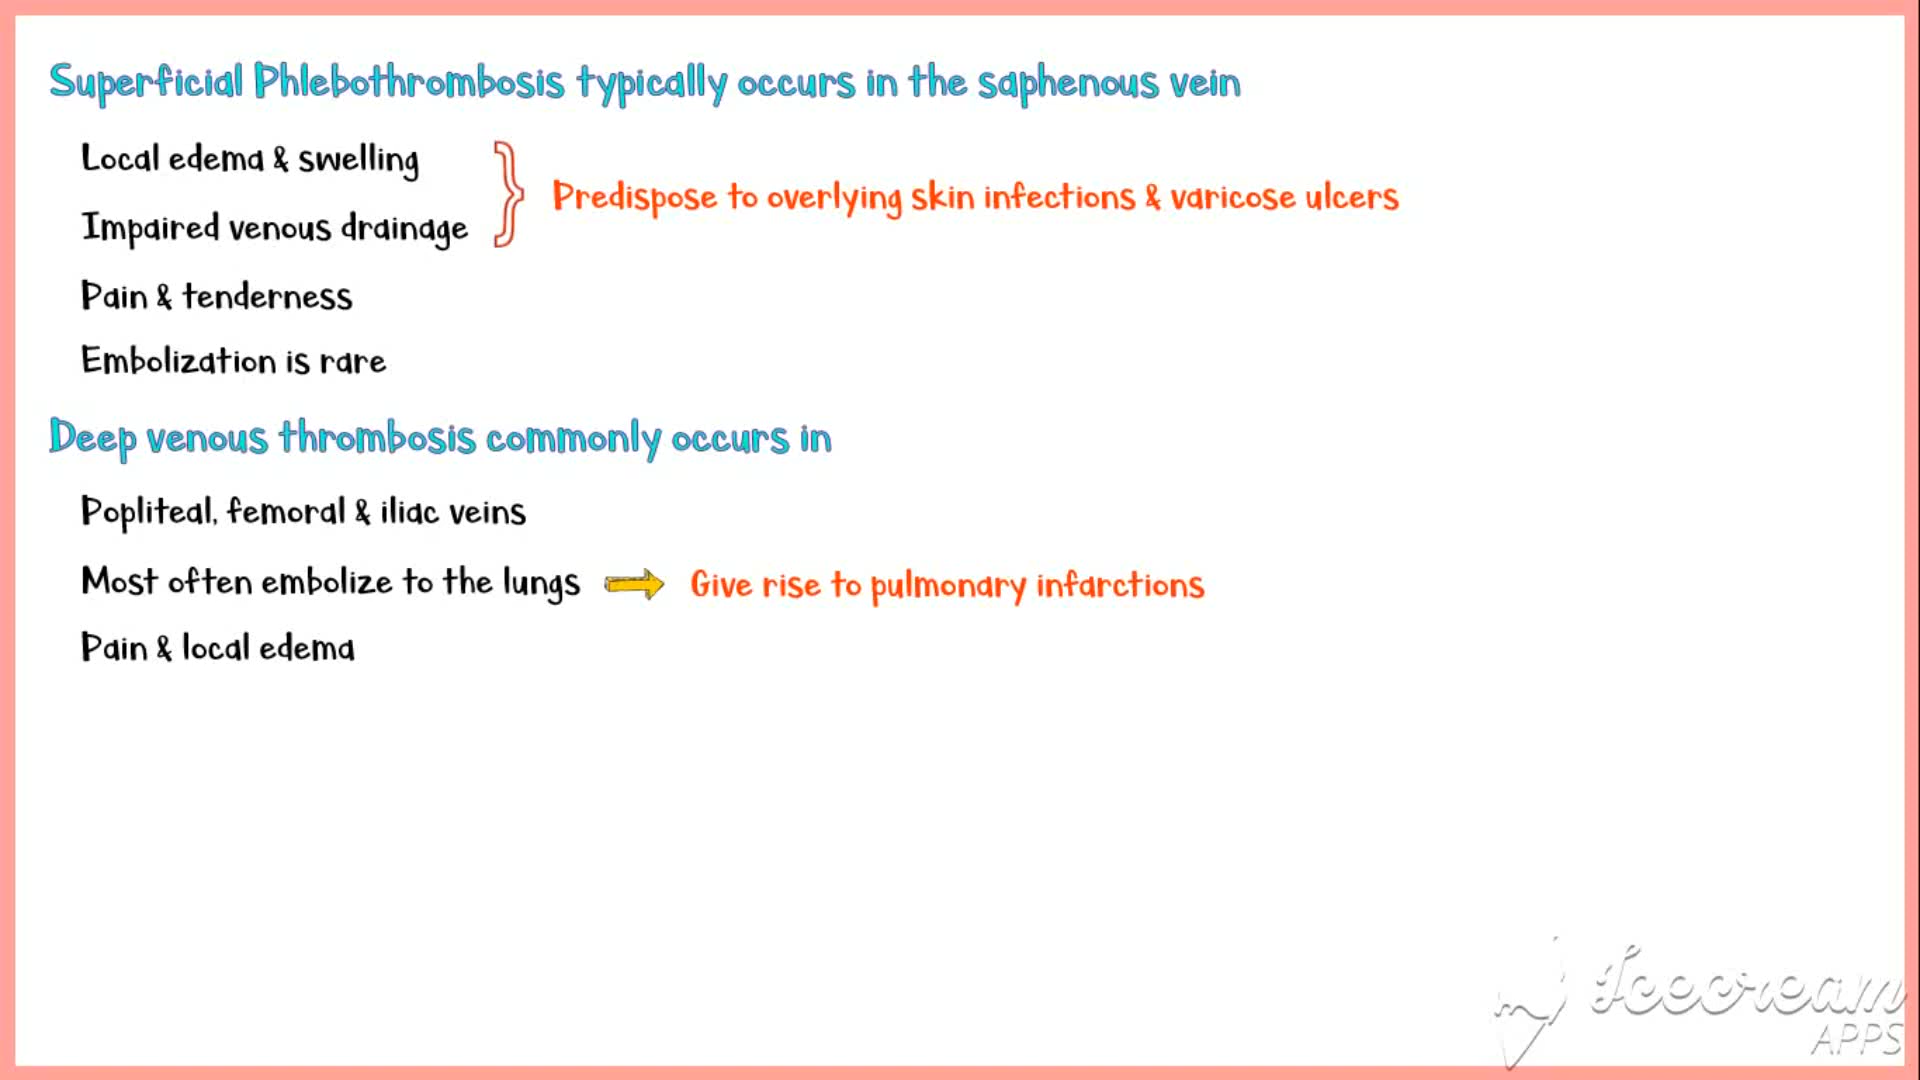 Superficial Phlebothrombosis typically occurs in the saphenous vein
Local edema & swelling
Impaired venous drainage
Predispose to overlying skin infections & varicose ulcers
Pain & tenderness
Embolization is rare
Deep venous thrombosis commonly occurs in
Popliteal, femoral & iliac veins
Most often embolize to the lungs
Give rise to pulmonary infarctions
Pain & local edema
Icecream
APPS